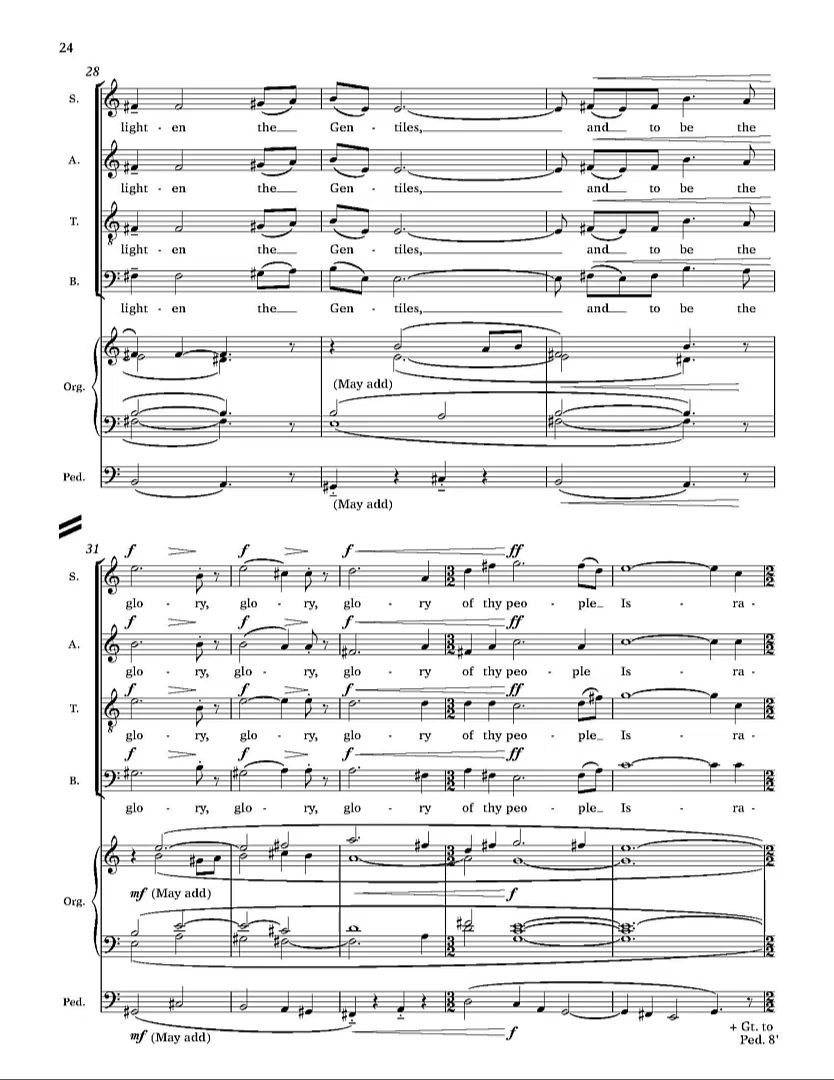 24
28
S.
light - en the Gen - tiles, and to be the
A.
light - en the Gen - tiles, and to be the
T.
light - en the Gen - tiles, and to be the
B.
light - en the Gen - tiles, and to be the
Org.
(May add)
Ped.
(May add)
31
f f f ff
S.
glo - ry, glo - ry, glo - ry of thy peo - ple Is - ra -
f f f ff
A.
glo - ry, glo - ry, glo - ry of thy peo - ple Is - ra -
f f f ff
T.
glo - ry, glo - ry, glo - ry of thy peo - ple Is - ra -
f f f ff
B.
glo - ry, glo - ry, glo - ry of thy peo - ple Is - ra -
Org.
mf (May add) f
Ped.
mf (May add) f
+ Gt. to
Ped. 8'